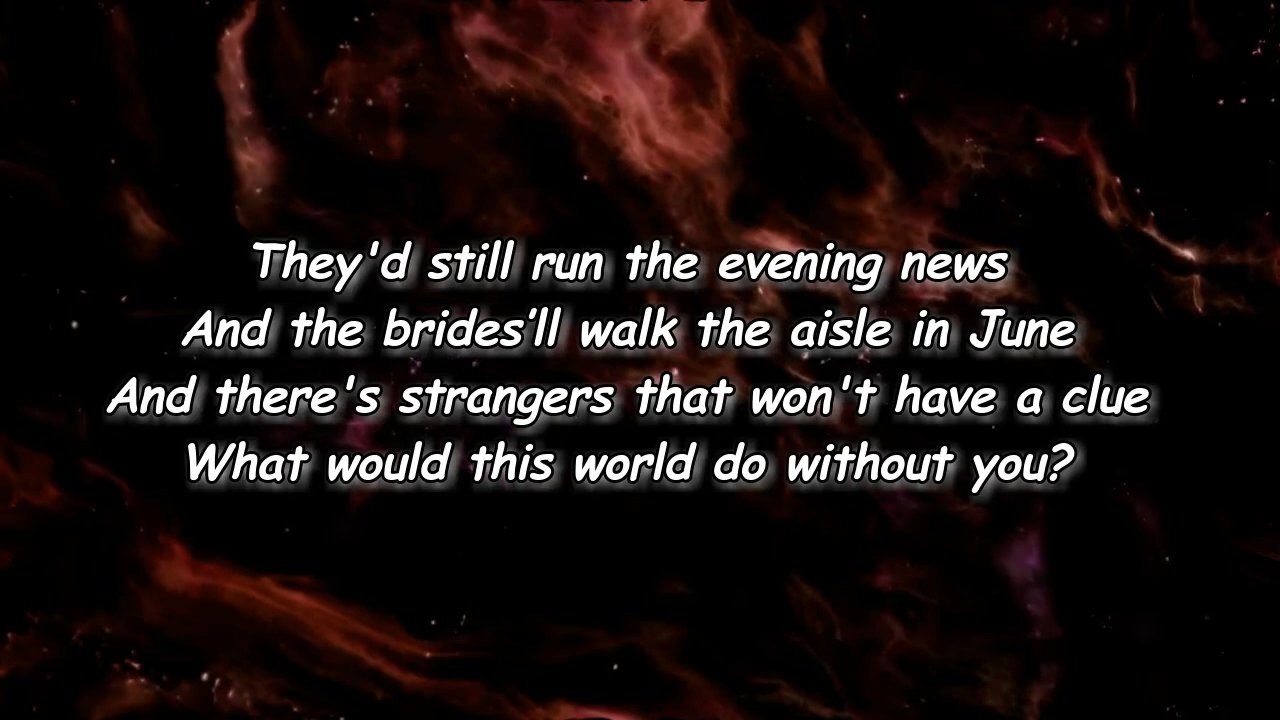 They'd still run the evening news
And the brides'll walk the aisle in June
And there's strangers that won't have a clue
What would this world do without you?